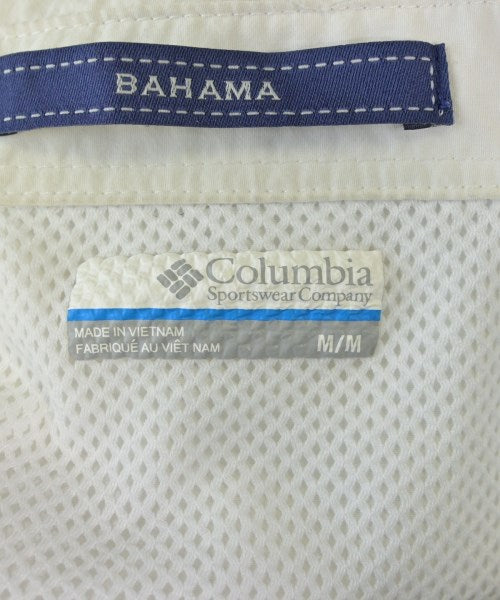 BAHAMA
Columbia
Sportswear Company
MADE IN VIETNAM
FABRIQUÉ AU VIÊT NAM
M/M